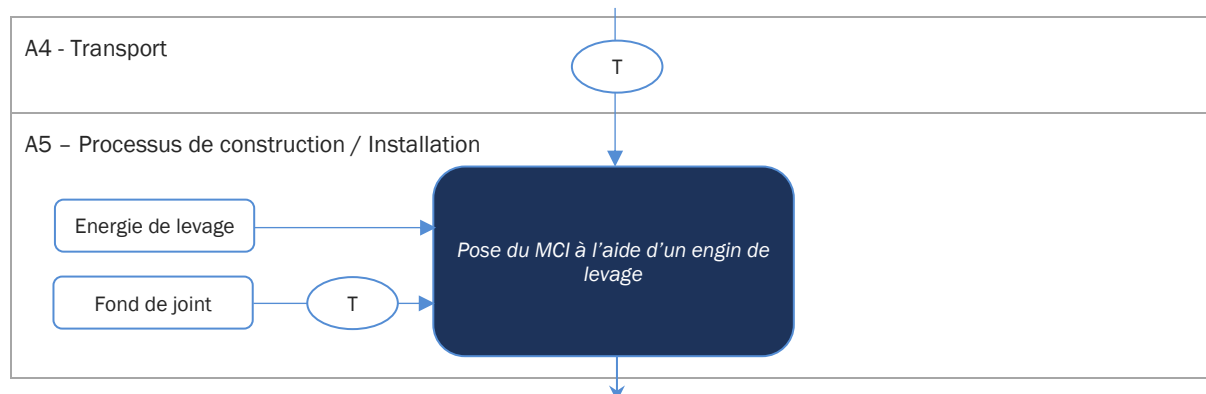 A4 - Transport
T
A5 – Processus de construction / Installation
Energie de levage
Pose du MCI à l’aide d’un engin de
levage
Fond de joint
T